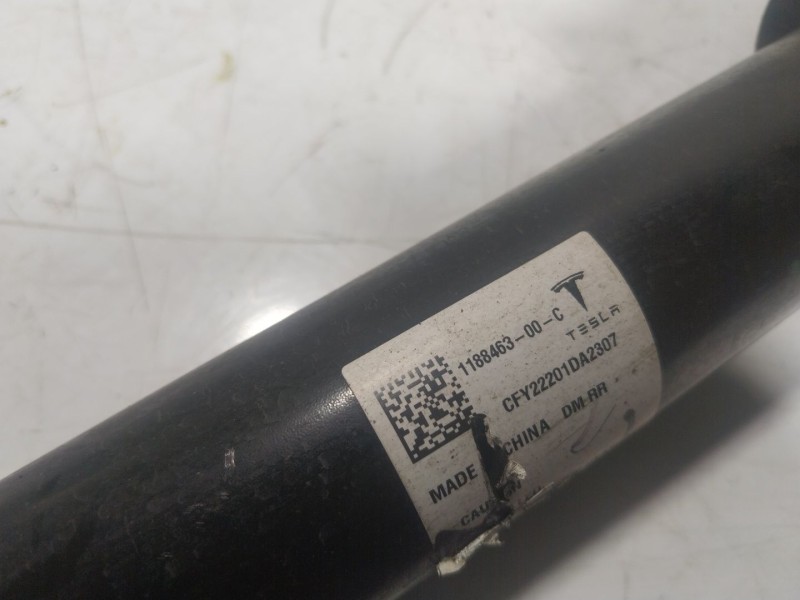 TESLA
1188463-00-C
CFY22201DA2307
MADE CHINA DM-RR